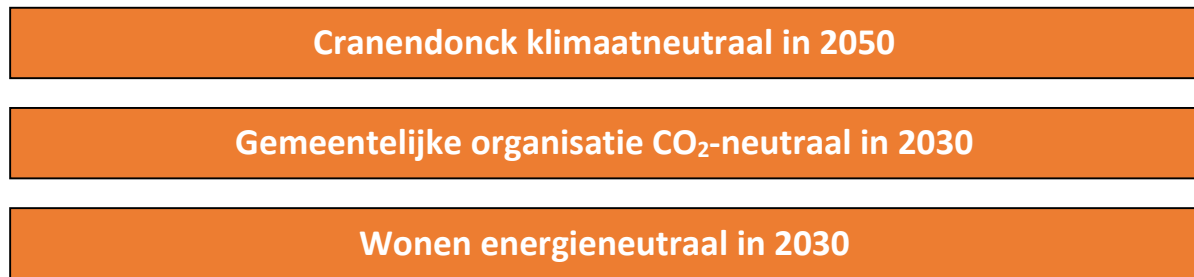 Cranendonck klimaatneutraal in 2050
Gemeentelijke organisatie CO₂-neutraal in 2030
Wonen energieneutraal in 2030